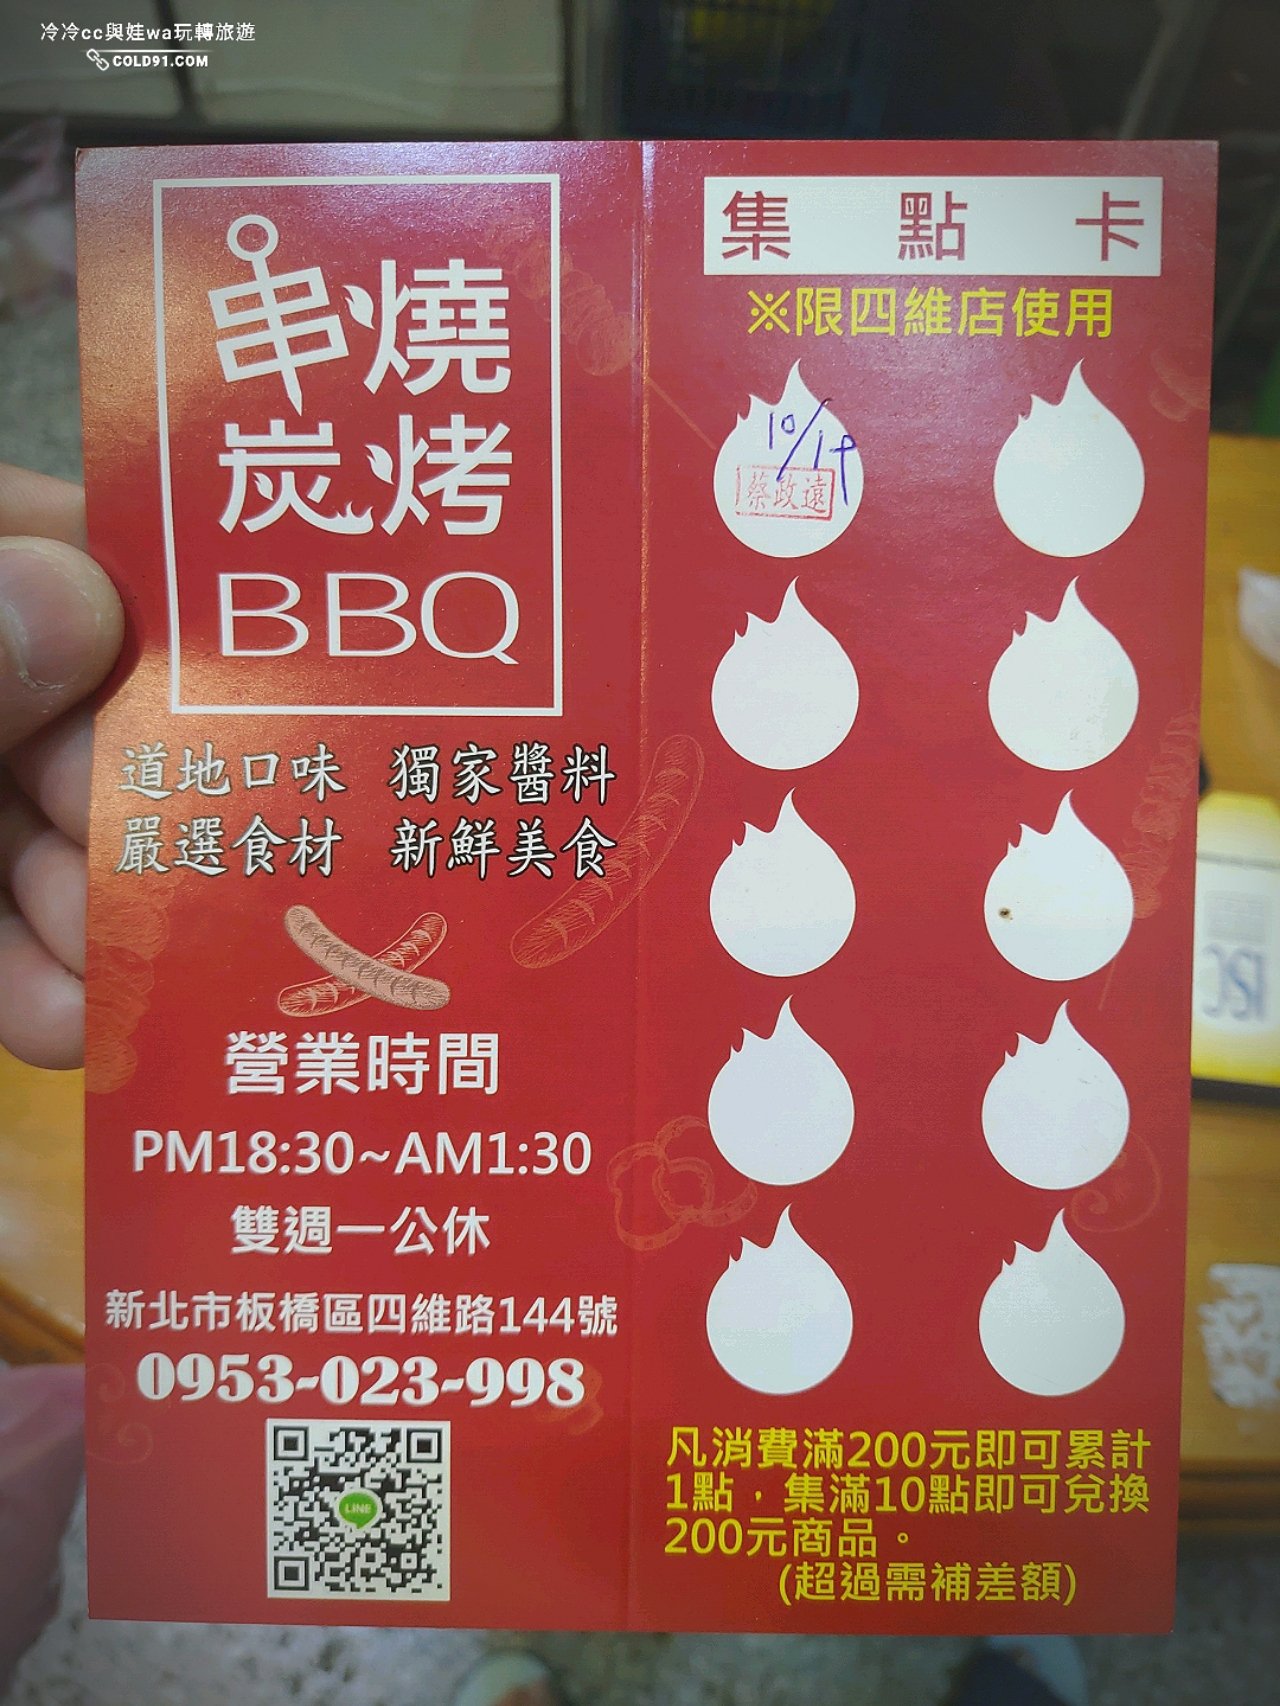 冷冷cc與娃wa玩轉旅遊
COLD91.COM
串燒
炭烤
BBQ
道地口味 獨家醬料
嚴選食材 新鮮美食
營業時間
PM18:30~AM1:30
雙週一公休
新北市板橋區四維路144號
0953-023-998
LINE
集點卡
※限四維店使用
蔡政遠
凡消費滿200元即可累計
1點，集滿10點即可兌換
200元商品。
(超過需補差額)